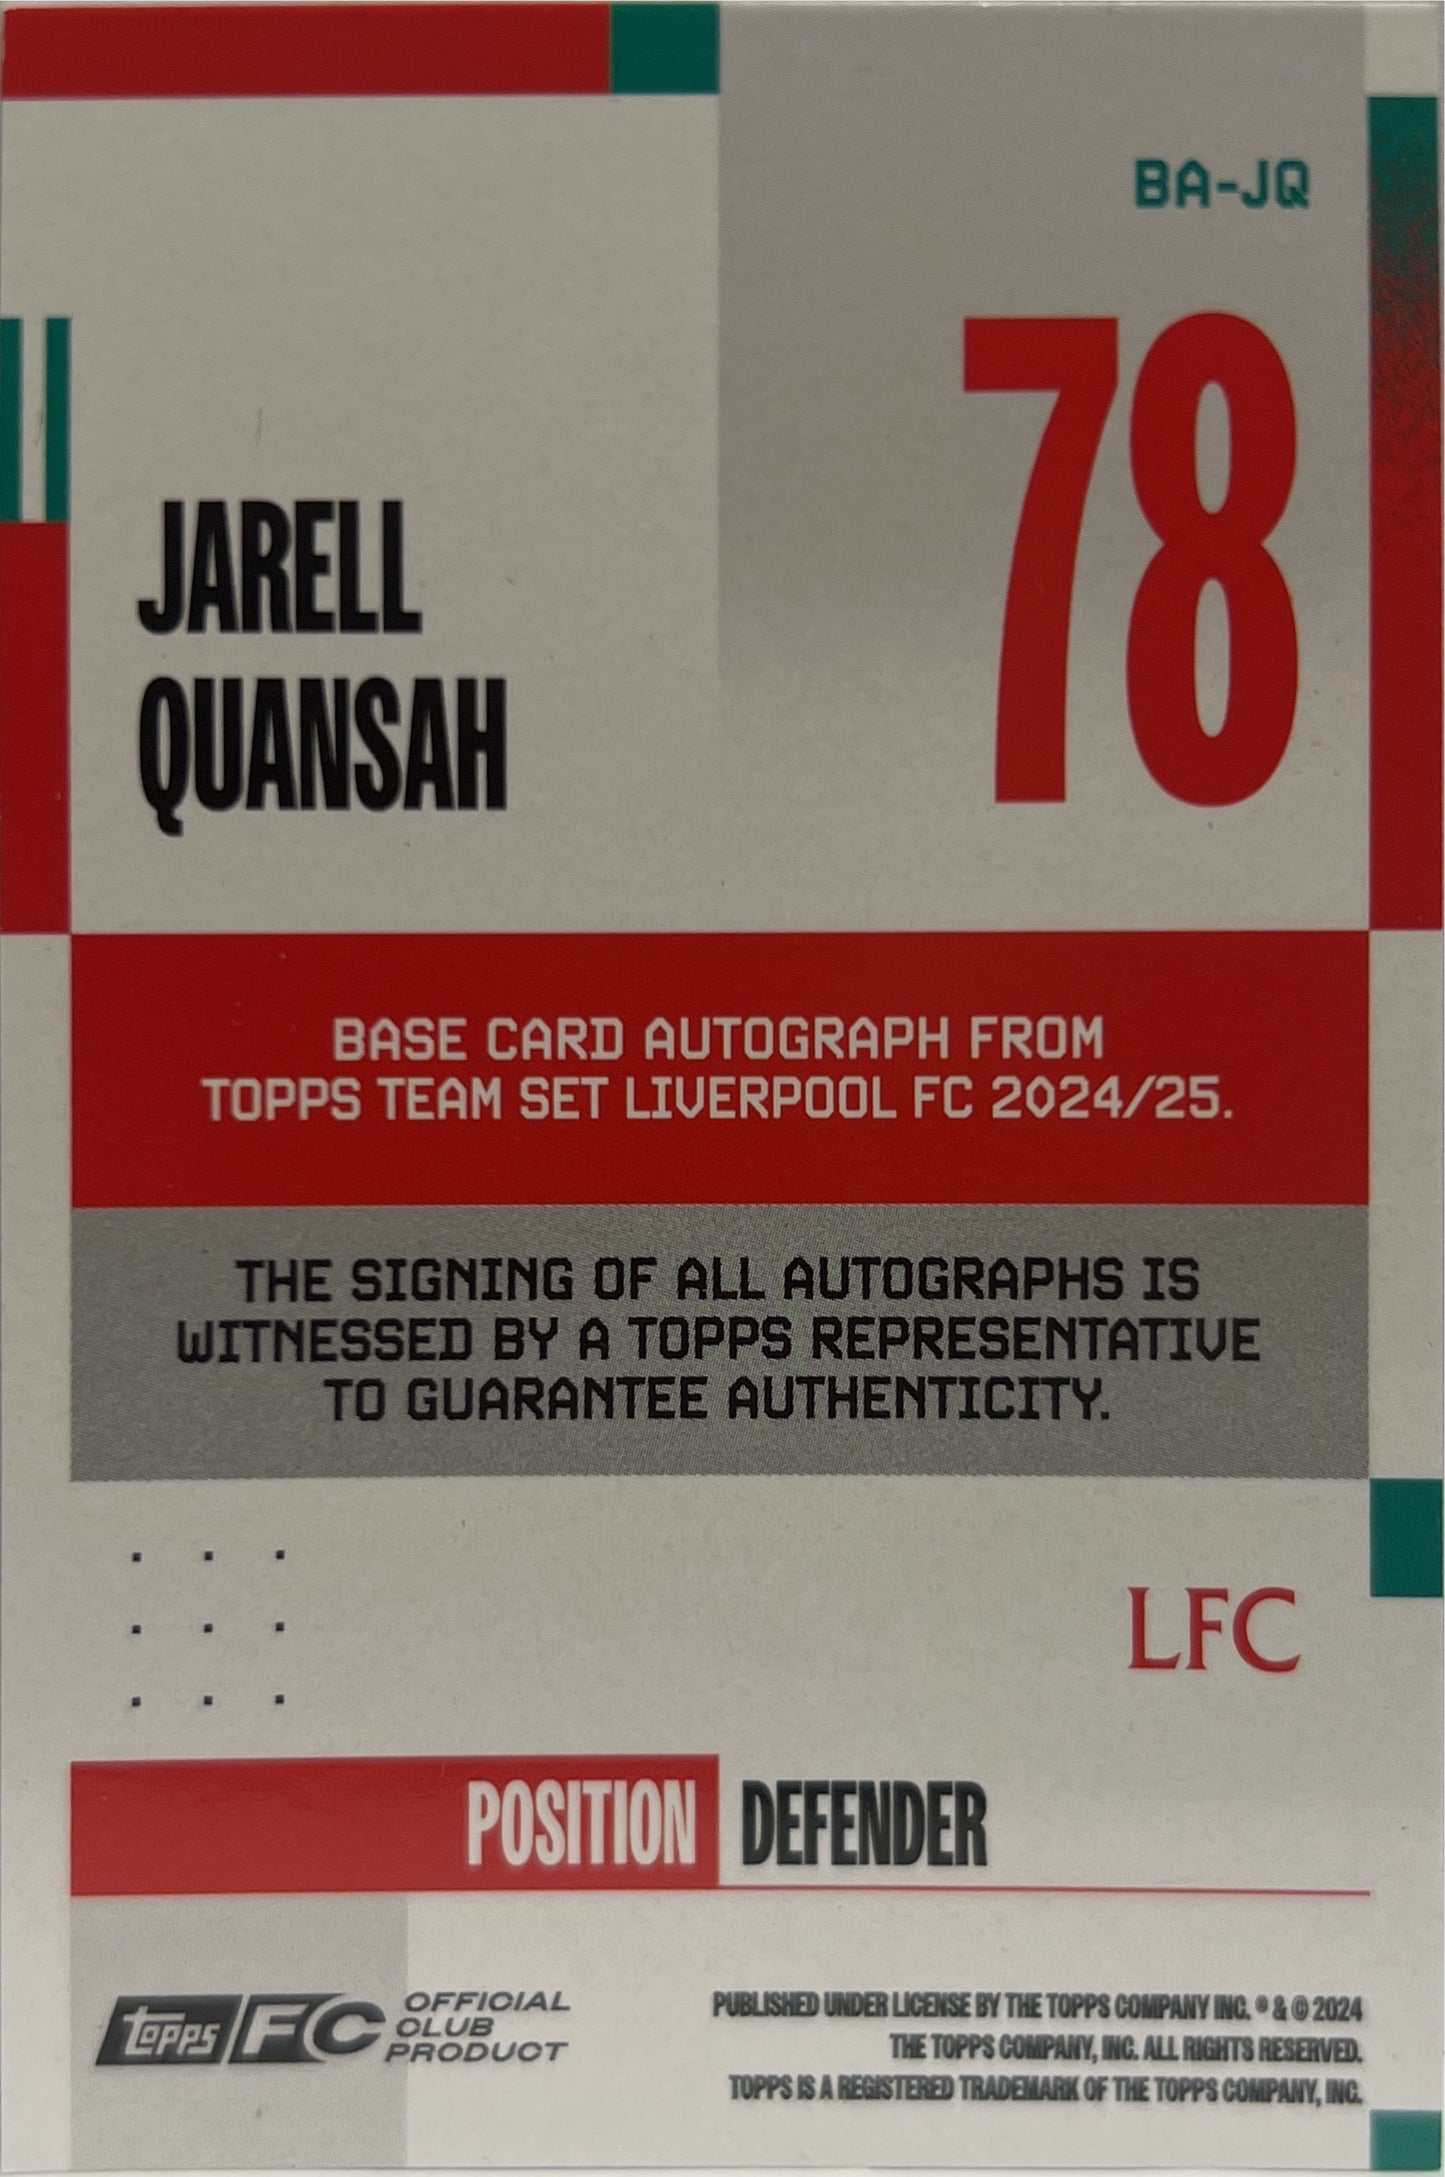 BA-JQ
78
JARELL
QUANSAH
BASE CARD AUTOGRAPH FROM
TOPPS TEAM SET LIVERPOOL FC 2024/25.
THE SIGNING OF ALL AUTOGRAPHS IS
WITNESSED BY A TOPPS REPRESENTATIVE
TO GUARANTEE AUTHENTICITY.
LFC
POSITION DEFENDER
topps FC
OFFICIAL
CLUB
PRODUCT
PUBLISHED UNDER LICENSE BY THE TOPPS COMPANY INC. ® & © 2024
THE TOPPS COMPANY, INC. ALL RIGHTS RESERVED.
TOPPS IS A REGISTERED TRADEMARK OF THE TOPPS COMPANY, INC.